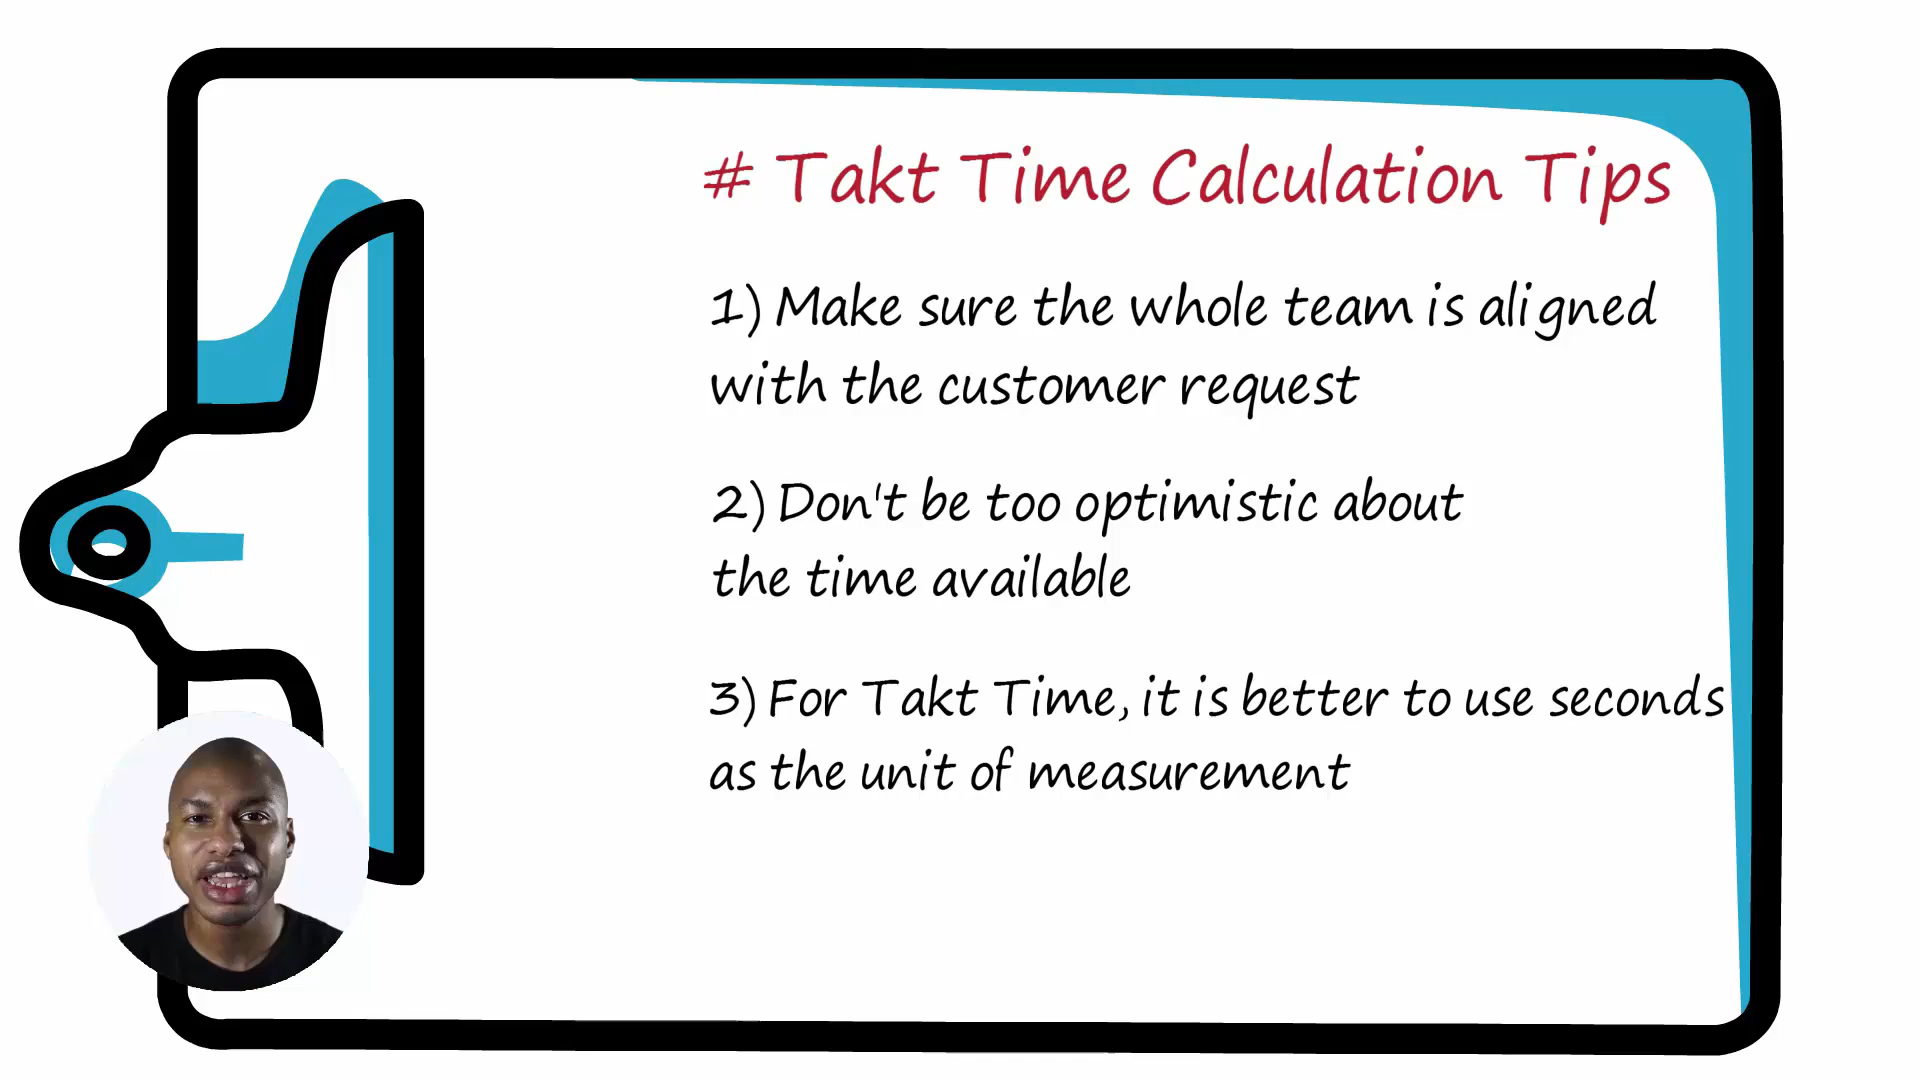 # Takt Time Calculation Tips
1) Make sure the whole team is aligned
with the customer request
2) Don't be too optimistic about
the time available
3) For Takt Time, it is better to use seconds
as the unit of measurement